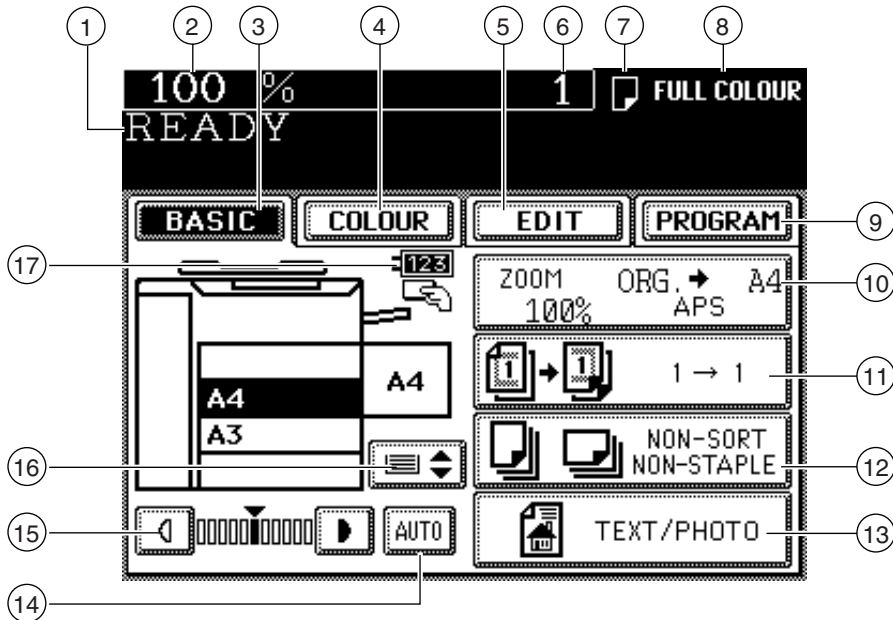 1 2 3 4 5 6 7 8
100 % 1 FULL COLOUR
READY
BASIC COLOUR EDIT PROGRAM 9
17 123
ZOOM ORG. → A4 10
100% APS
1 → 1 1 → 1 11
A4 A4
A3
16
NON-SORT
NON-STAPLE 12
15 AUTO TEXT/PHOTO 13
14